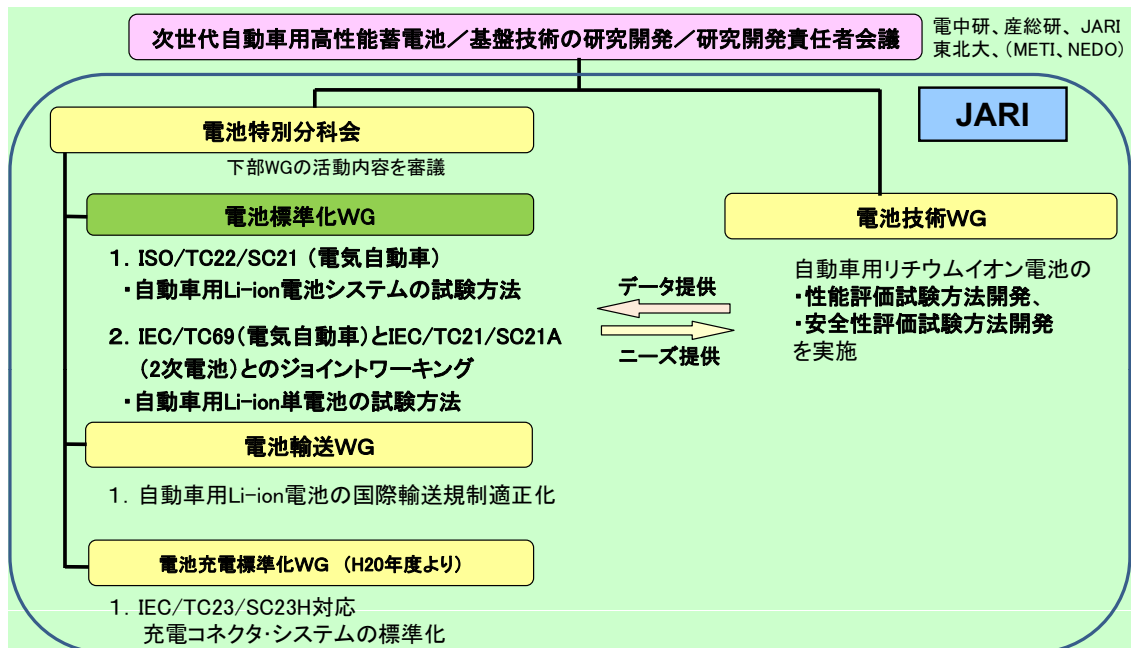 次世代自動車用高性能蓄電池／基盤技術の研究開発／研究開発責任者会議
電中研、産総研、JARI
東北大、(METI、NEDO)
JARI
電池特別分科会
下部WGの活動内容を審議
電池標準化WG
1. ISO/TC22/SC21 (電気自動車)
・自動車用Li-ion電池システムの試験方法
2. IEC/TC69(電気自動車)とIEC/TC21/SC21A
(2次電池)とのジョイントワーキング
・自動車用Li-ion単電池の試験方法
データ提供
ニーズ提供
電池技術WG
自動車用リチウムイオン電池の
・性能評価試験方法開発、
・安全性評価試験方法開発
を実施
電池輸送WG
1. 自動車用Li-ion電池の国際輸送規制適正化
電池充電標準化WG (H20年度より)
1. IEC/TC23/SC23H対応
充電コネクタ・システムの標準化